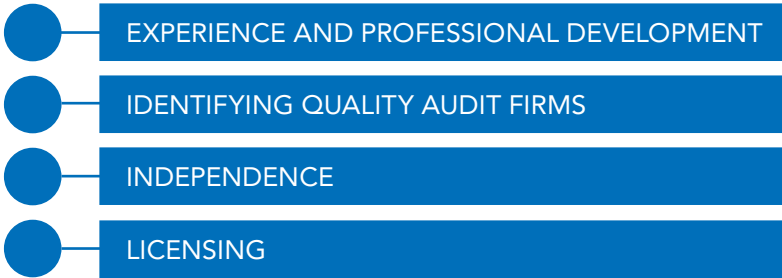 EXPERIENCE AND PROFESSIONAL DEVELOPMENT
IDENTIFYING QUALITY AUDIT FIRMS
INDEPENDENCE
LICENSING